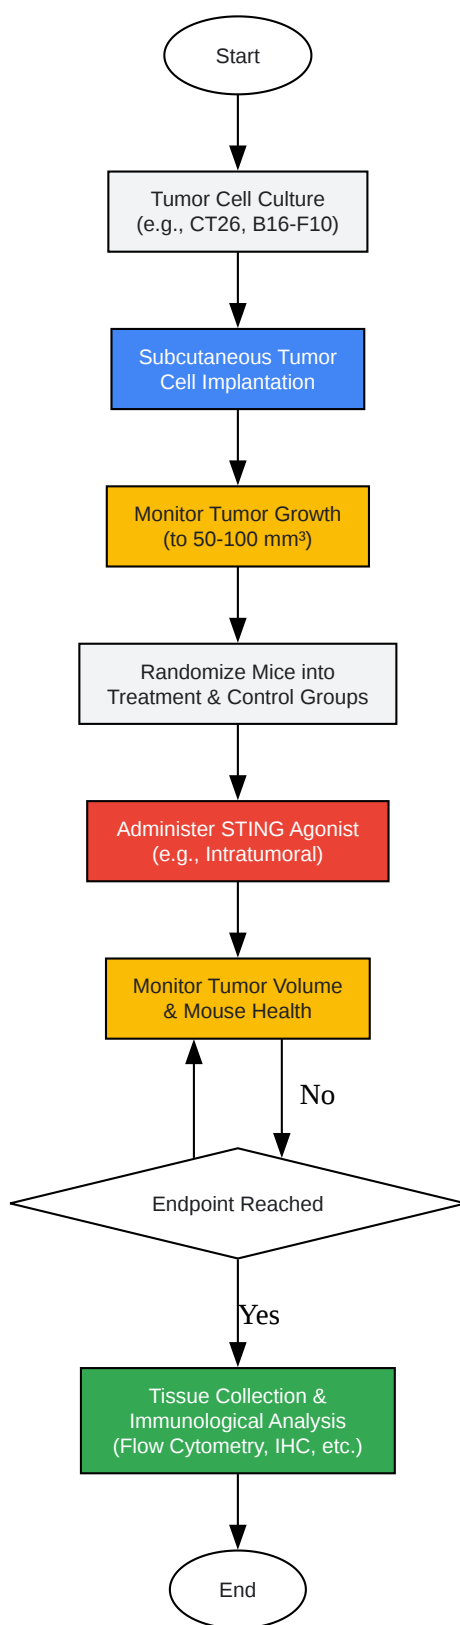 Start
Tumor Cell Culture
(e.g., CT26, B16-F10)
Subcutaneous Tumor
Cell Implantation
Monitor Tumor Growth
(to 50-100 mm³)
Randomize Mice into
Treatment & Control Groups
Administer STING Agonist
(e.g., Intratumoral)
Monitor Tumor Volume
& Mouse Health
No
Endpoint Reached
Yes
Tissue Collection &
Immunological Analysis
(Flow Cytometry, IHC, etc.)
End